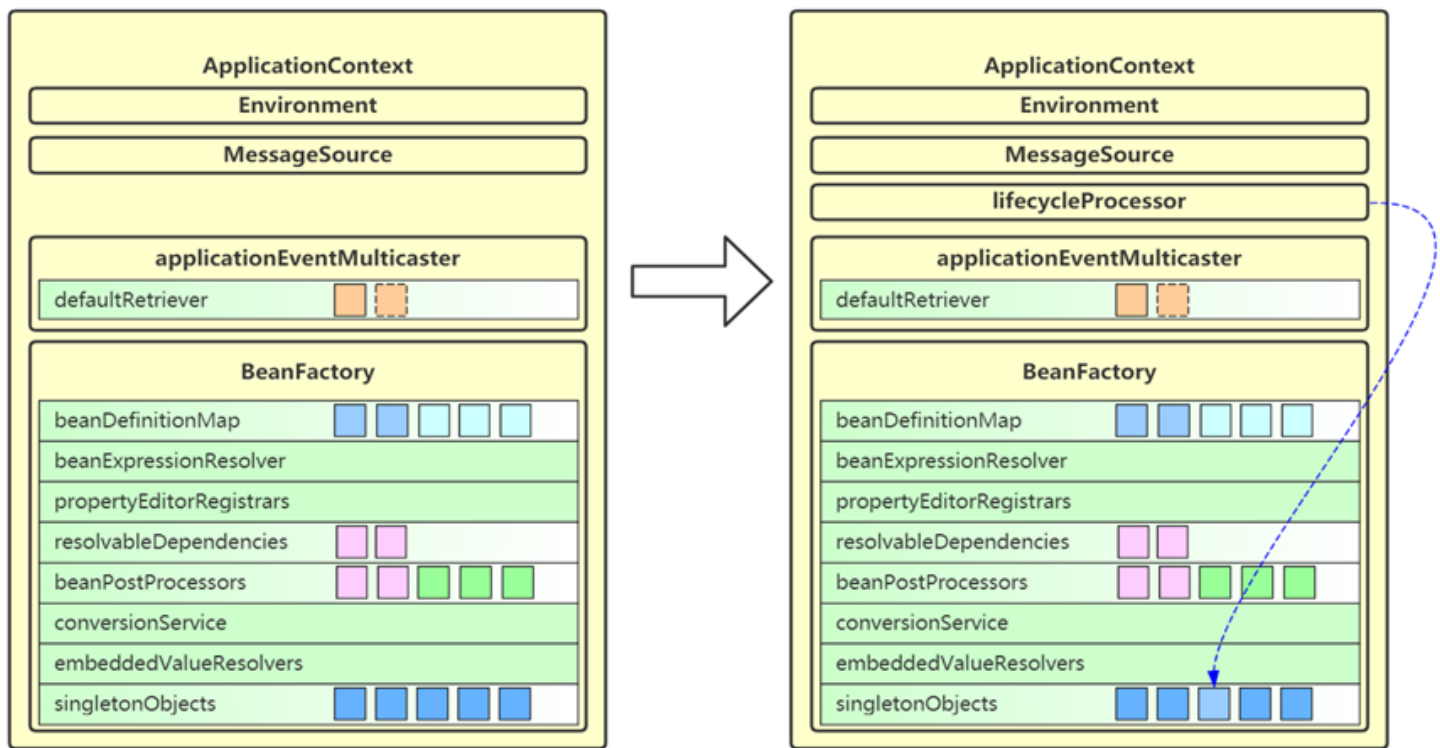 ApplicationContext
Environment
MessageSource
applicationEventMulticaster
defaultRetriever
BeanFactory
beanDefinitionMap
beanExpressionResolver
propertyEditorRegistrars
resolvableDependencies
beanPostProcessors
conversionService
embeddedValueResolvers
singletonObjects
ApplicationContext
Environment
MessageSource
lifecycleProcessor
applicationEventMulticaster
defaultRetriever
BeanFactory
beanDefinitionMap
beanExpressionResolver
propertyEditorRegistrars
resolvableDependencies
beanPostProcessors
conversionService
embeddedValueResolvers
singletonObjects